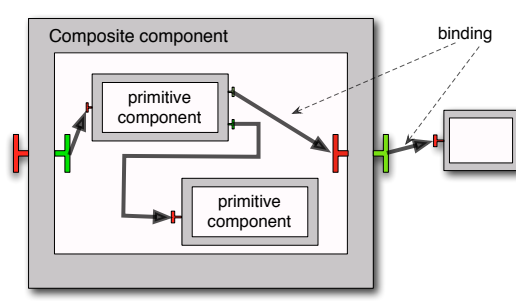 Composite component
binding
primitive
component
primitive
component